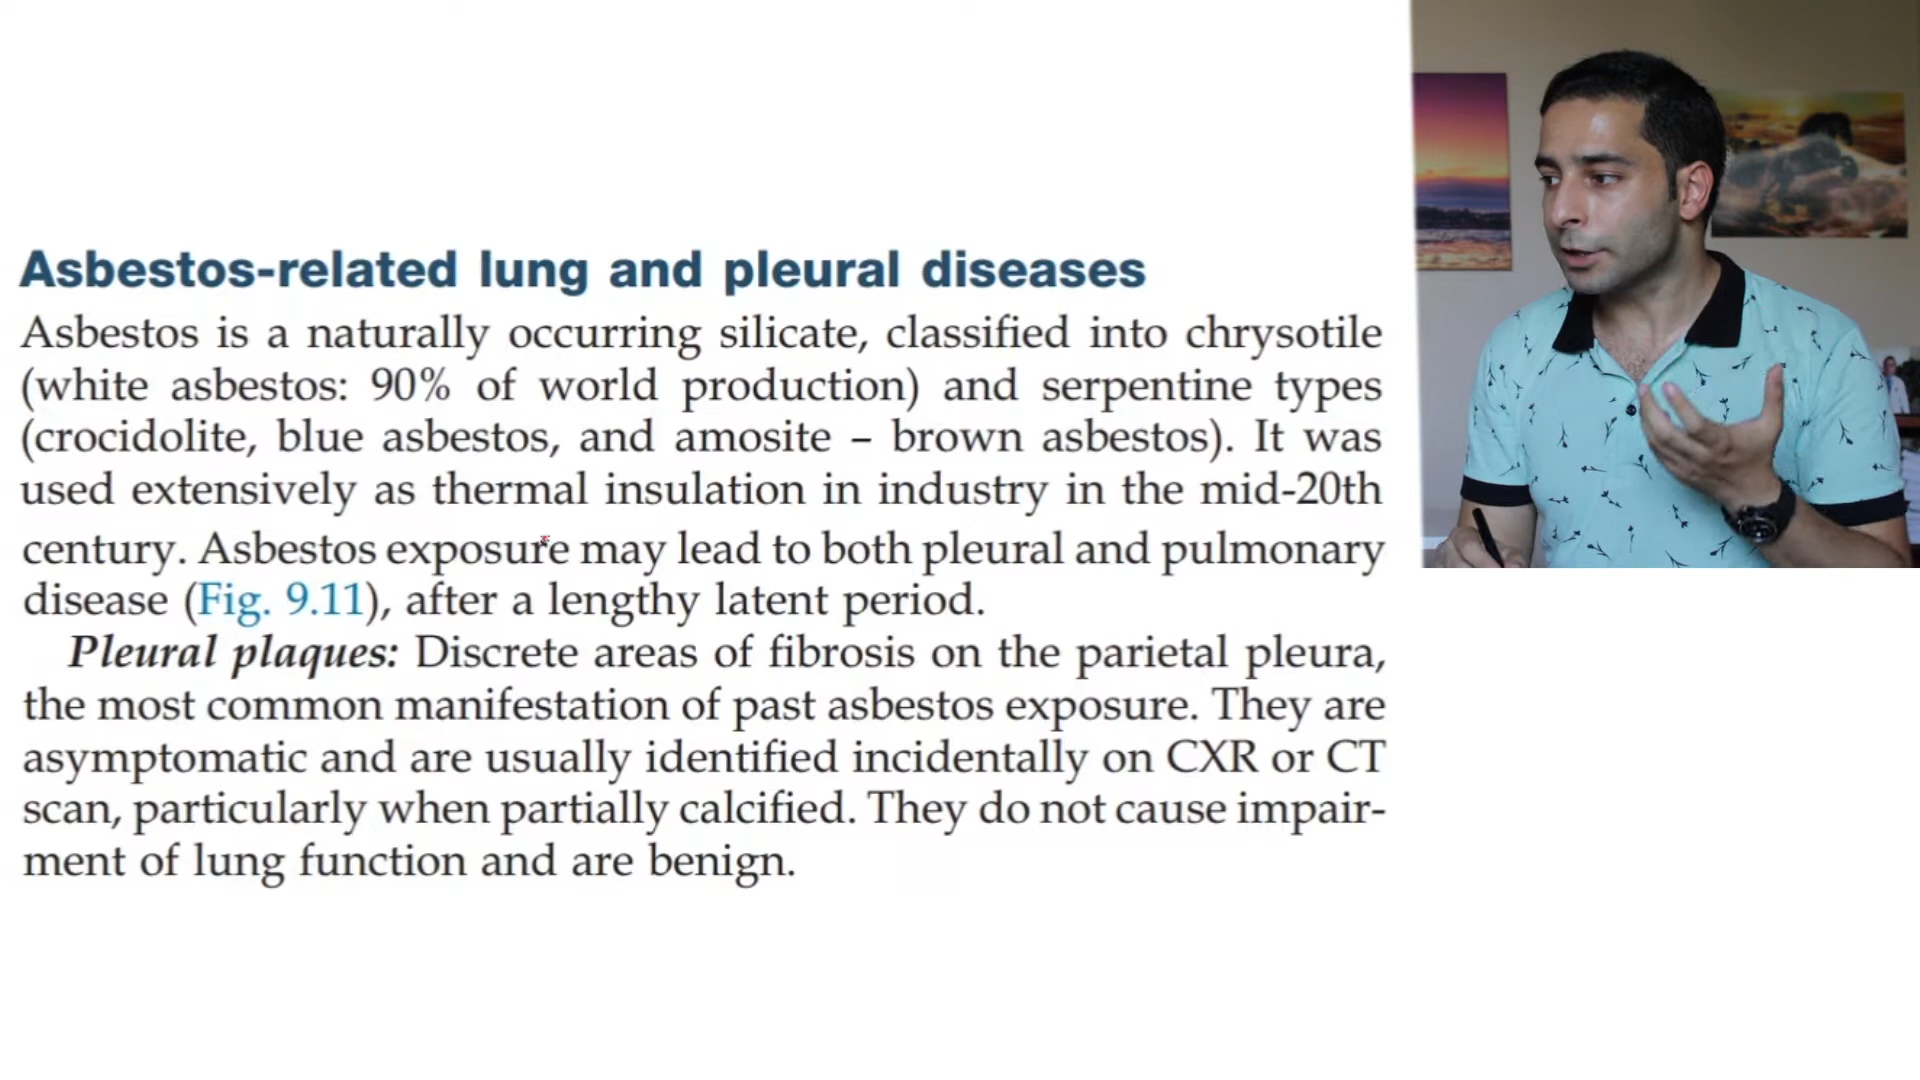 Asbestos-related lung and pleural diseases
Asbestos is a naturally occurring silicate, classified into chrysotile
(white asbestos: 90% of world production) and serpentine types
(crocidolite, blue asbestos, and amosite – brown asbestos). It was
used extensively as thermal insulation in industry in the mid-20th
century. Asbestos exposure may lead to both pleural and pulmonary
disease (Fig. 9.11), after a lengthy latent period.
Pleural plaques: Discrete areas of fibrosis on the parietal pleura,
the most common manifestation of past asbestos exposure. They are
asymptomatic and are usually identified incidentally on CXR or CT
scan, particularly when partially calcified. They do not cause impair-
ment of lung function and are benign.